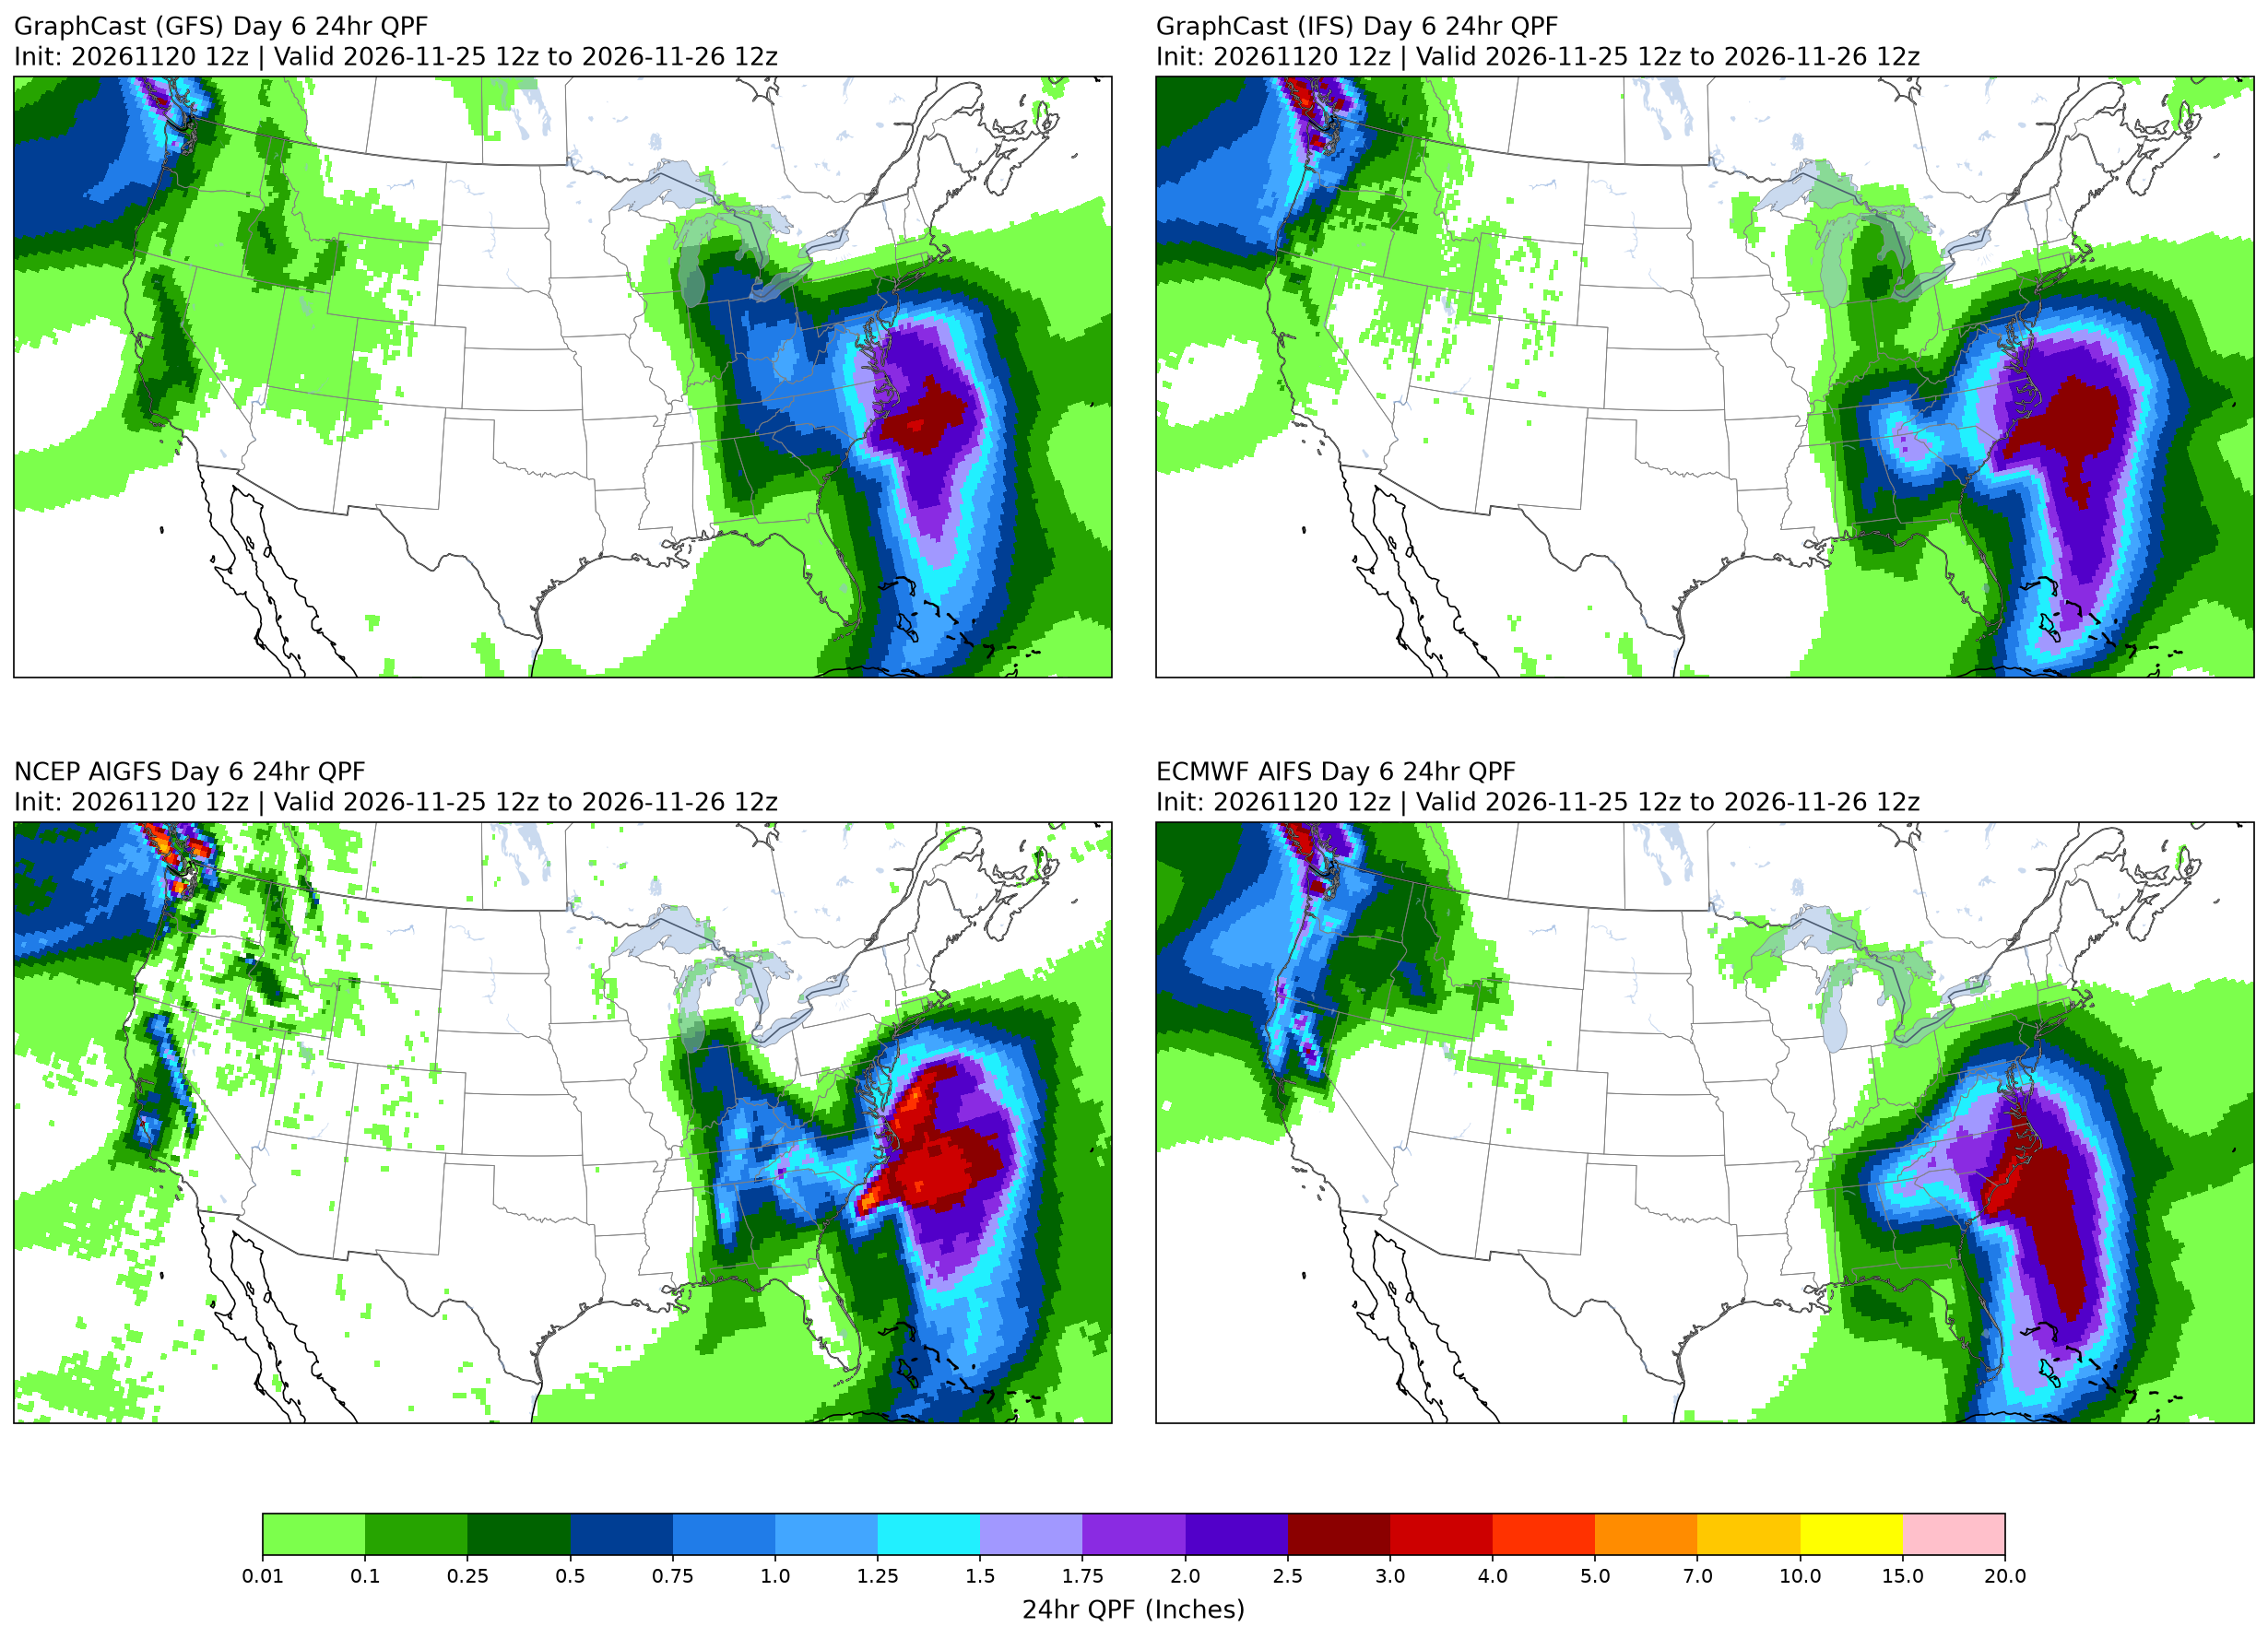 GraphCast (GFS) Day 6 24hr QPF
Init: 20261120 12z | Valid 2026-11-25 12z to 2026-11-26 12z
GraphCast (IFS) Day 6 24hr QPF
Init: 20261120 12z | Valid 2026-11-25 12z to 2026-11-26 12z
NCEP AIGFS Day 6 24hr QPF
Init: 20261120 12z | Valid 2026-11-25 12z to 2026-11-26 12z
ECMWF AIFS Day 6 24hr QPF
Init: 20261120 12z | Valid 2026-11-25 12z to 2026-11-26 12z
0.01 0.1 0.25 0.5 0.75 1.0 1.25 1.5 1.75 2.0 2.5 3.0 4.0 5.0 7.0 10.0 15.0 20.0
24hr QPF (Inches)